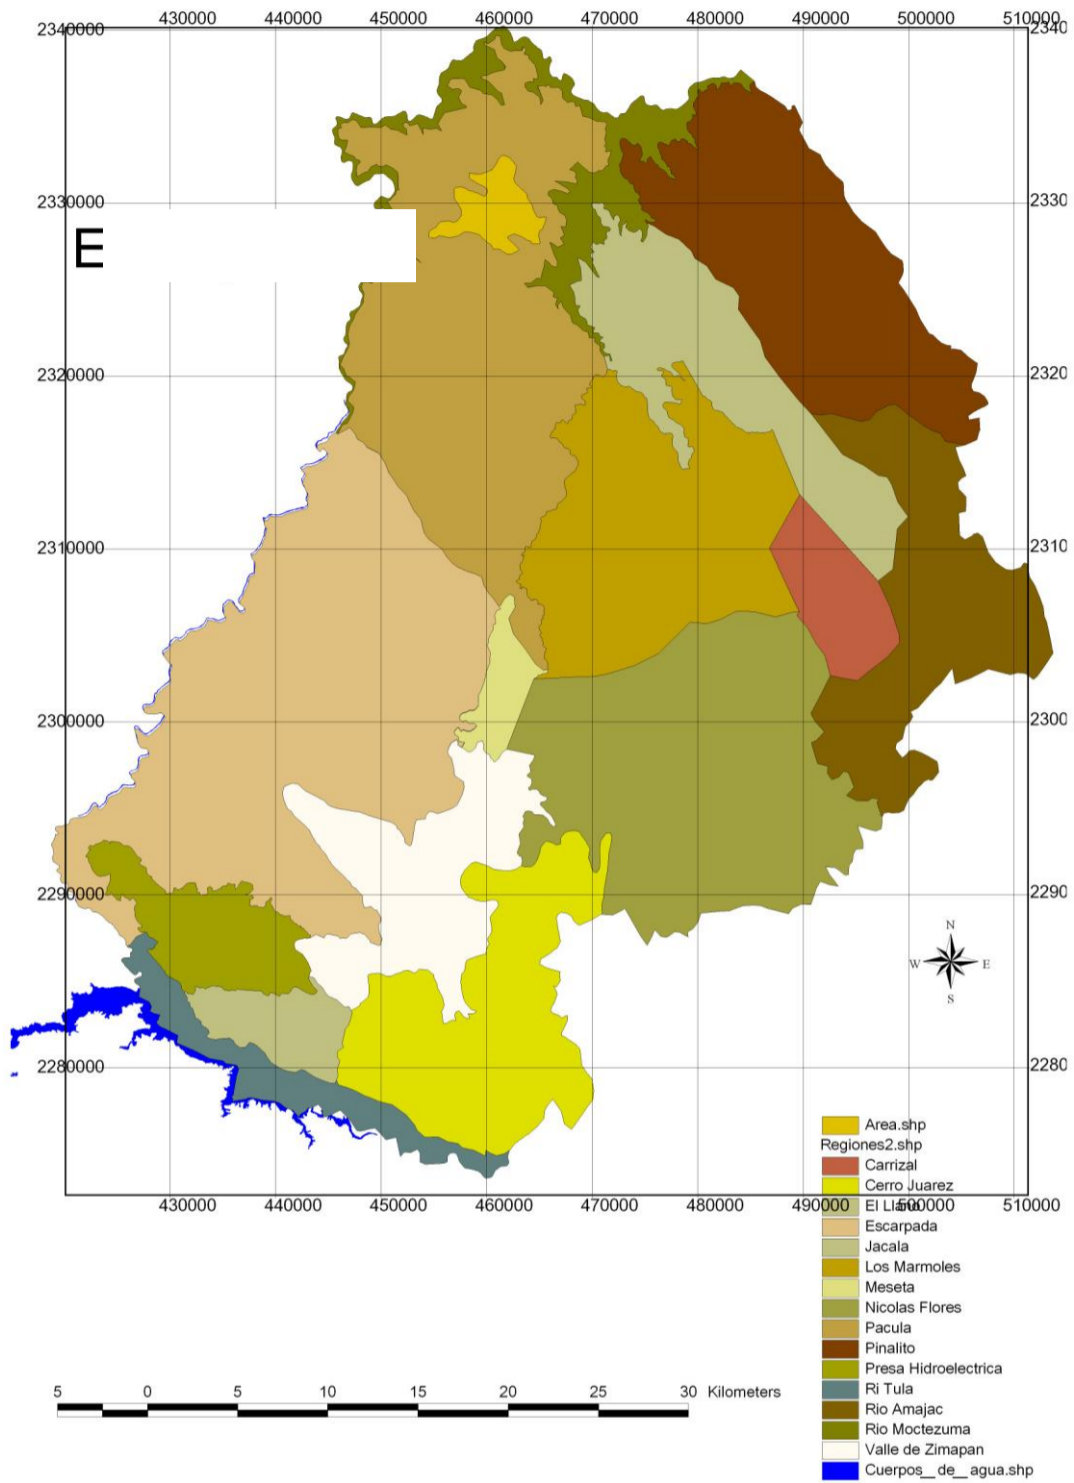 430000 440000 450000 460000 470000 480000 490000 500000 510000
2340000 2340
2330000 2330
E
2320000 2320
2310000 2310
2300000 2300
2290000 2290
N
W E
S
2280000 2280
430000 440000 450000 460000 470000 480000 490000 500000 510000
Area.shp
Regiones2.shp
Carrizal
Cerro Juarez
El Llano
Escarpada
Jacala
Los Marmoles
Meseta
Nicolas Flores
Pacula
Pinalito
Presa Hidroelectrica
Ri Tula
Rio Amajac
Rio Moctezuma
Valle de Zimapan
Cuerpos__de__agua.shp
5 0 5 10 15 20 25 30 Kilometers